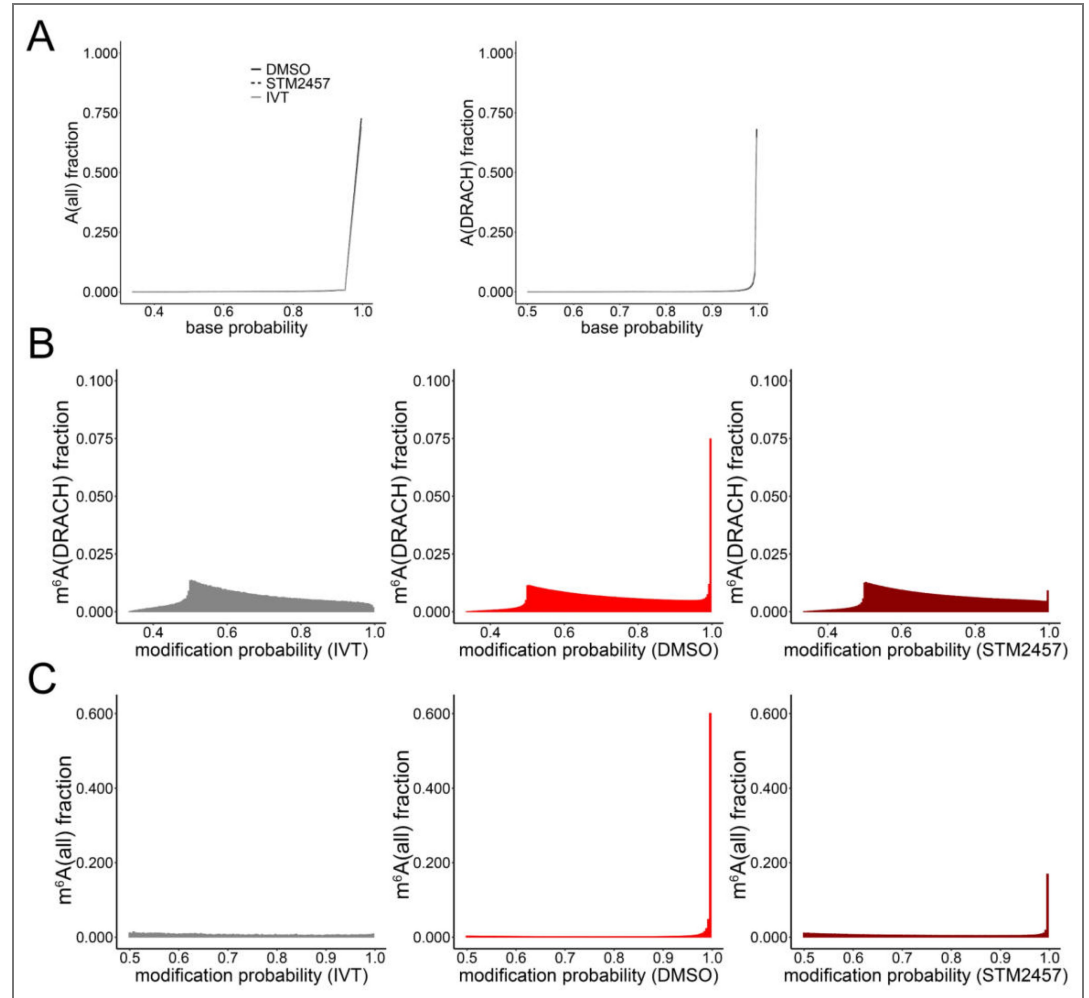 A
A(all) fraction
1.000
0.750
0.500
0.250
0.000
DMSO
STM2457
IVT
0.4 0.6 0.8 1.0
base probability
A(DRACH) fraction
1.000
0.750
0.500
0.250
0.000
0.5 0.6 0.7 0.8 0.9 1.0
base probability
B
m⁶A(DRACH) fraction
0.100
0.075
0.050
0.025
0.000
0.4 0.6 0.8 1.0
modification probability (IVT)
m⁶A(DRACH) fraction
0.100
0.075
0.050
0.025
0.000
0.4 0.6 0.8 1.0
modification probability (DMSO)
m⁶A(DRACH) fraction
0.100
0.075
0.050
0.025
0.000
0.4 0.6 0.8 1.0
modification probability (STM2457)
C
m⁶A(all) fraction
0.600
0.400
0.200
0.000
0.5 0.6 0.7 0.8 0.9 1.0
modification probability (IVT)
m⁶A(all) fraction
0.600
0.400
0.200
0.000
0.5 0.6 0.7 0.8 0.9 1.0
modification probability (DMSO)
m⁶A(all) fraction
0.600
0.400
0.200
0.000
0.5 0.6 0.7 0.8 0.9 1.0
modification probability (STM2457)